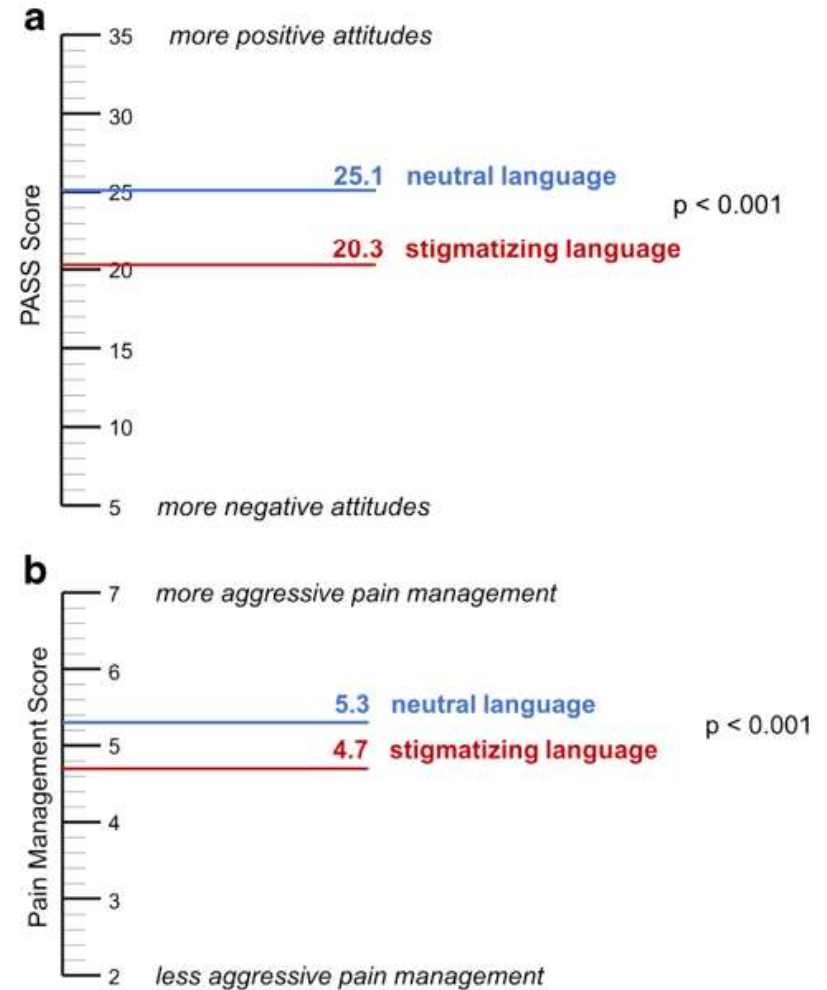 a
35 more positive attitudes
30
25.1 neutral language
25
p < 0.001
20.3 stigmatizing language
20
PASS Score
15
10
5 more negative attitudes
b
7 more aggressive pain management
6
5.3 neutral language
p < 0.001
5
4.7 stigmatizing language
Pain Management Score
4
3
2 less aggressive pain management